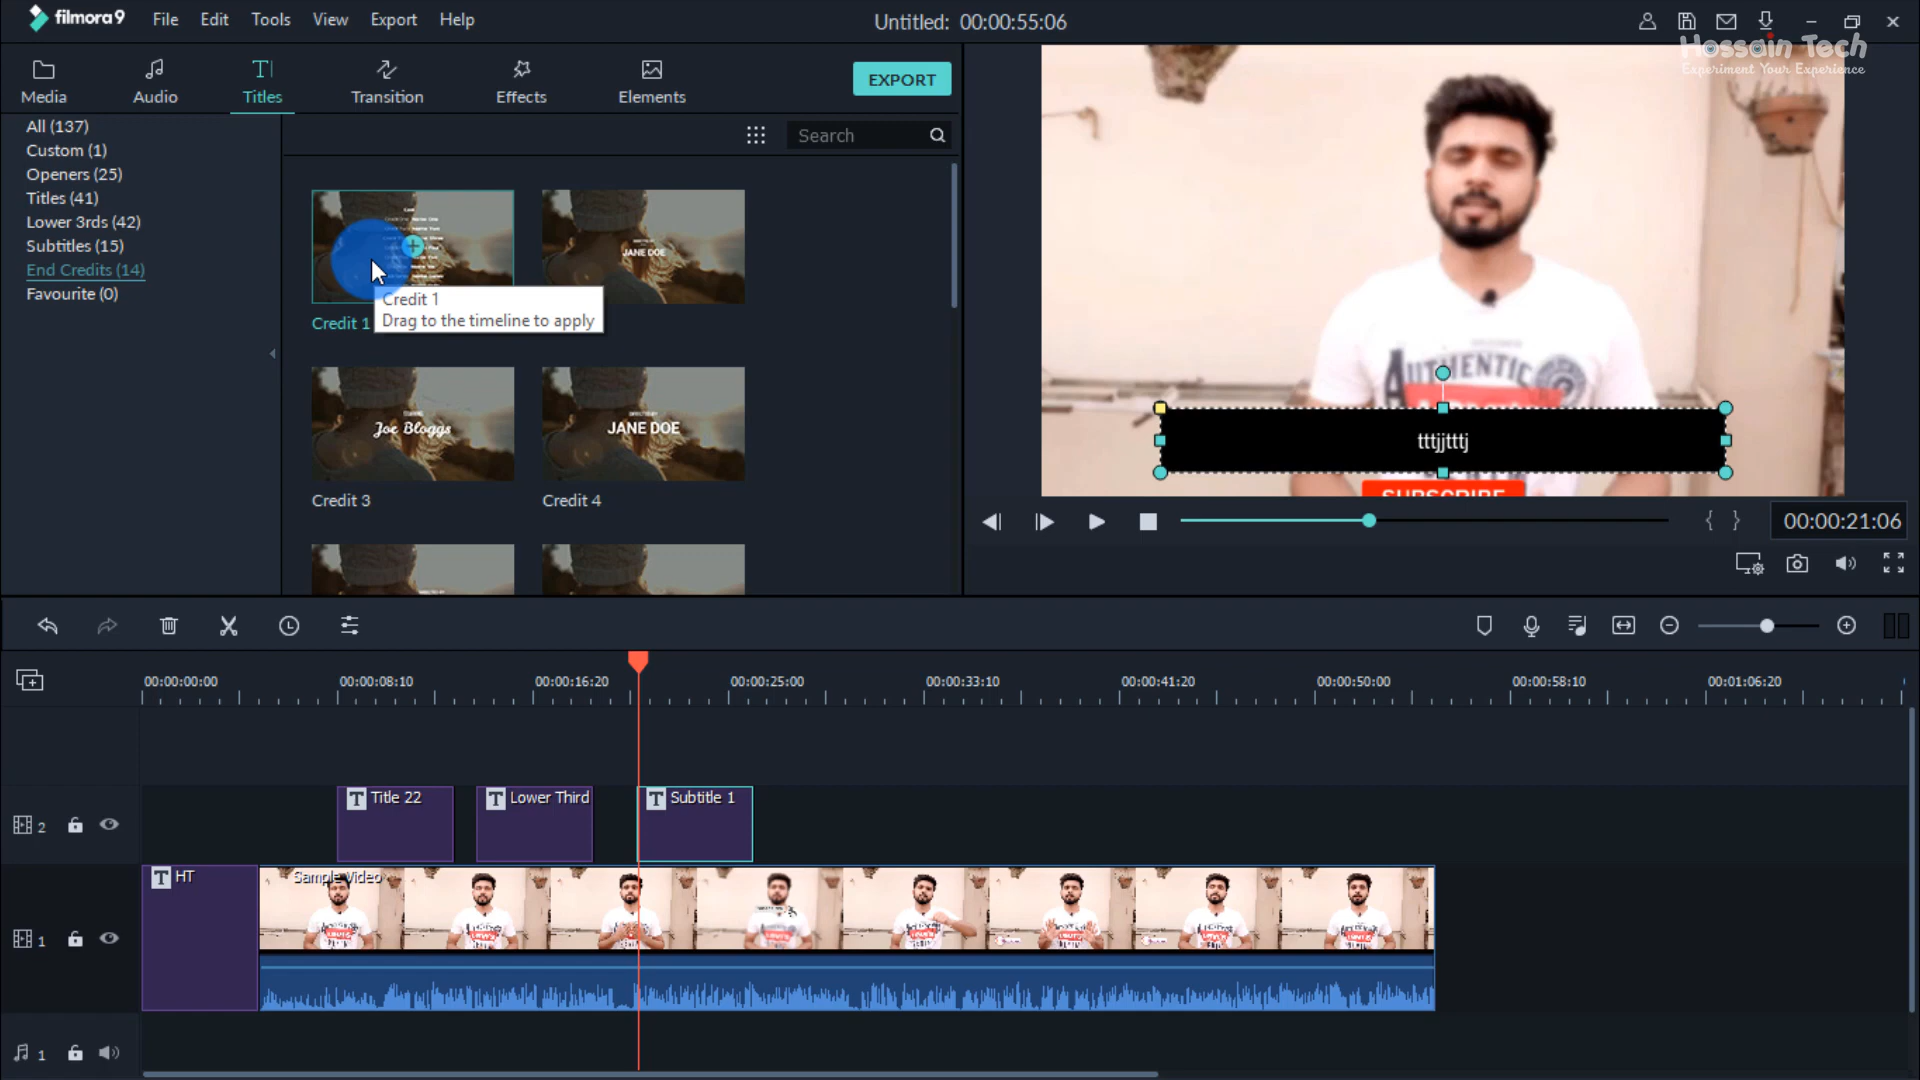 filmora9
File Edit Tools View Export Help
Untitled: 00:00:55:06
Hossain Tech
Experiment Your Experience
Media Audio Titles Transition Effects Elements
EXPORT
All (137)
Custom (1)
Openers (25)
Titles (41)
Lower 3rds (42)
Subtitles (15)
End Credits (14)
Favourite (0)
Search
JANE DOE
Credit 1
Drag to the timeline to apply
Credit 1
Joe Bloggs
DIRECTED BY
JANE DOE
Credit 3
Credit 4
AUTHENTIC
tttjjtttj
SUBSCRIBE
00:00:21:06
00:00:00:00 00:00:08:10 00:00:16:20 00:00:25:00 00:00:33:10 00:00:41:20 00:00:50:00 00:00:58:10 00:01:06:20
2
T Title 22
T Lower Third
T Subtitle 1
T HT
Sample Video
1
1